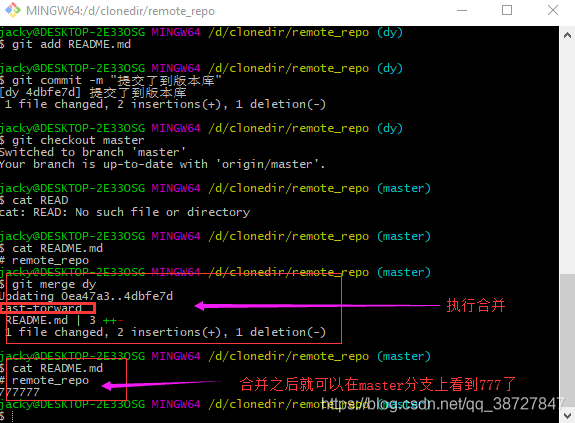 MINGW64:/d/clonedir/remote_repo
jacky@DESKTOP-2E33OSG MINGW64 /d/clonedir/remote_repo (dy)
$ git add README.md
jacky@DESKTOP-2E33OSG MINGW64 /d/clonedir/remote_repo (dy)
$ git commit -m "提交了到版本库"
[dy 4dbfe7d] 提交了到版本库
1 file changed, 2 insertions(+), 1 deletion(-)
jacky@DESKTOP-2E33OSG MINGW64 /d/clonedir/remote_repo (dy)
$ git checkout master
Switched to branch 'master'
Your branch is up-to-date with 'origin/master'.
jacky@DESKTOP-2E33OSG MINGW64 /d/clonedir/remote_repo (master)
$ cat READ
cat: READ: No such file or directory
jacky@DESKTOP-2E33OSG MINGW64 /d/clonedir/remote_repo (master)
$ cat README.md
# remote_repo
jacky@DESKTOP-2E33OSG MINGW64 /d/clonedir/remote_repo (master)
$ git merge dy
Updating 0ea47a3..4dbfe7d
Fast-forward
README.md | 3 ++-
1 file changed, 2 insertions(+), 1 deletion(-)
执行合并
jacky@DESKTOP-2E33OSG MINGW64 /d/clonedir/remote_repo (master)
$ cat README.md
# remote_repo
777777
合并之后就可以在master分支上看到777了
jacky@DESKTOP-2E33OSG MINGW64 /d/clonedir/remote_repo (master)
$
https://blog.csdn.net/qq_38727847